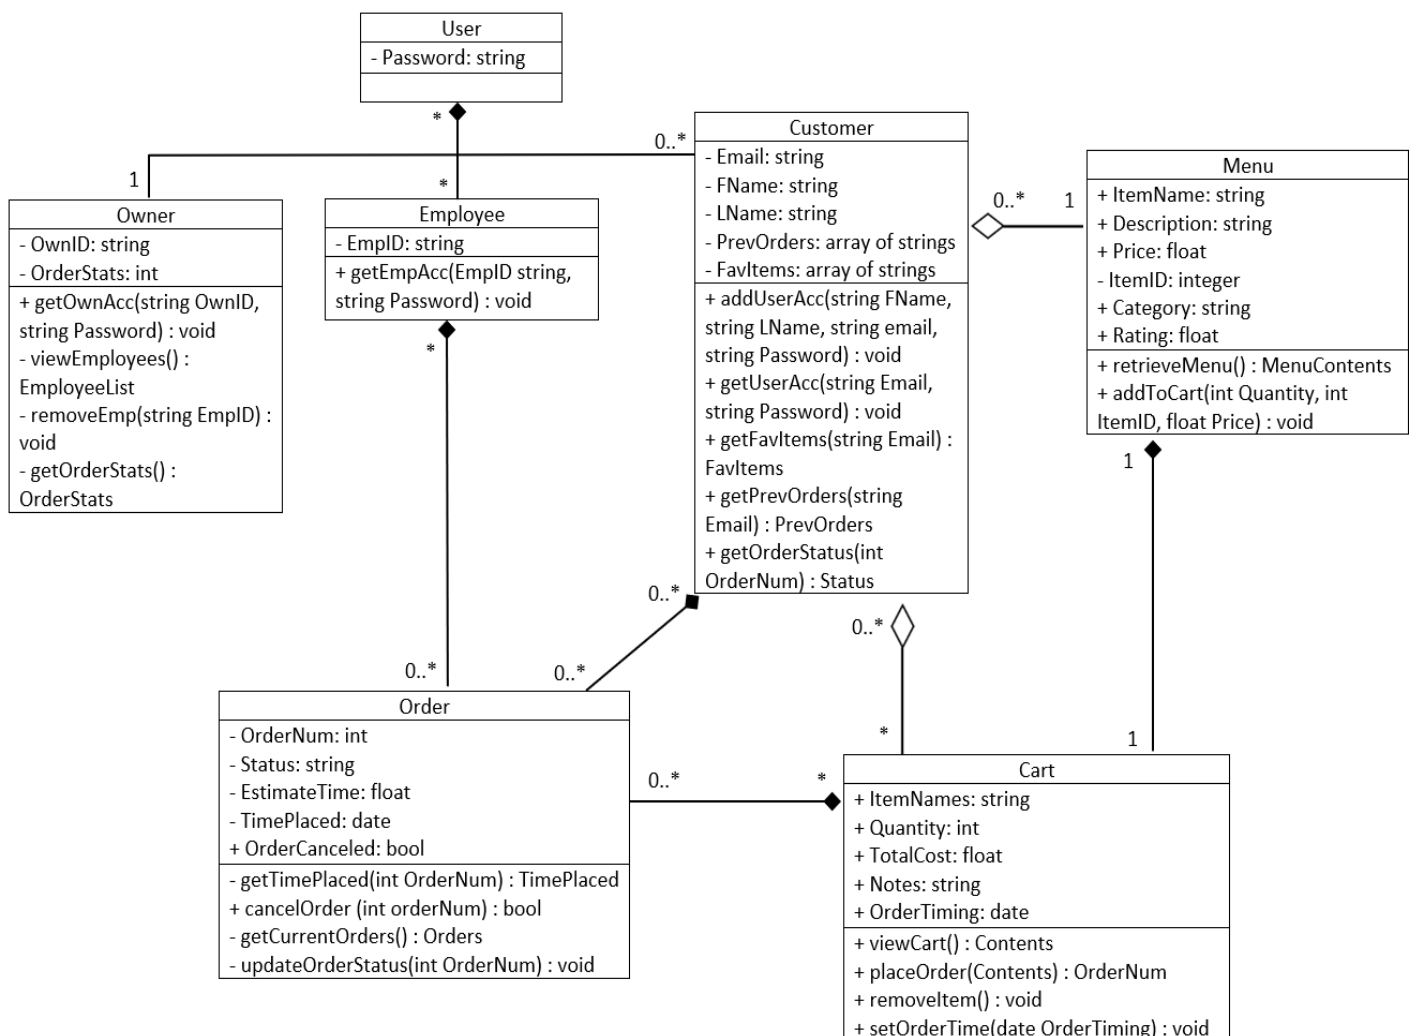 User
- Password: string
*
*
0..*
1
Owner
- OwnID: string
- OrderStats: int
+ getOwnAcc(string OwnID,
string Password) : void
- viewEmployees() :
EmployeeList
- removeEmp(string EmpID) :
void
- getOrderStats() :
OrderStats
Employee
- EmpID: string
+ getEmpAcc(EmpID string,
string Password) : void
*
0..*
Customer
- Email: string
- FName: string
- LName: string
- PrevOrders: array of strings
- FavItems: array of strings
+ addUserAcc(string FName,
string LName, string email,
string Password) : void
+ getUserAcc(string Email,
string Password) : void
+ getFavItems(string Email) :
FavItems
+ getPrevOrders(string
Email) : PrevOrders
+ getOrderStatus(int
OrderNum) : Status
0..*
1
Menu
+ ItemName: string
+ Description: string
+ Price: float
- ItemID: integer
+ Category: string
+ Rating: float
+ retrieveMenu() : MenuContents
+ addToCart(int Quantity, int
ItemID, float Price) : void
1
1
0..*
0..*
0..*
*
Order
- OrderNum: int
- Status: string
- EstimateTime: float
- TimePlaced: date
+ OrderCanceled: bool
- getTimePlaced(int OrderNum) : TimePlaced
+ cancelOrder (int orderNum) : bool
- getCurrentOrders() : Orders
- updateOrderStatus(int OrderNum) : void
0..*
*
Cart
+ ItemNames: string
+ Quantity: int
+ TotalCost: float
+ Notes: string
+ OrderTiming: date
+ viewCart() : Contents
+ placeOrder(Contents) : OrderNum
+ removeItem() : void
+ setOrderTime(date OrderTiming) : void